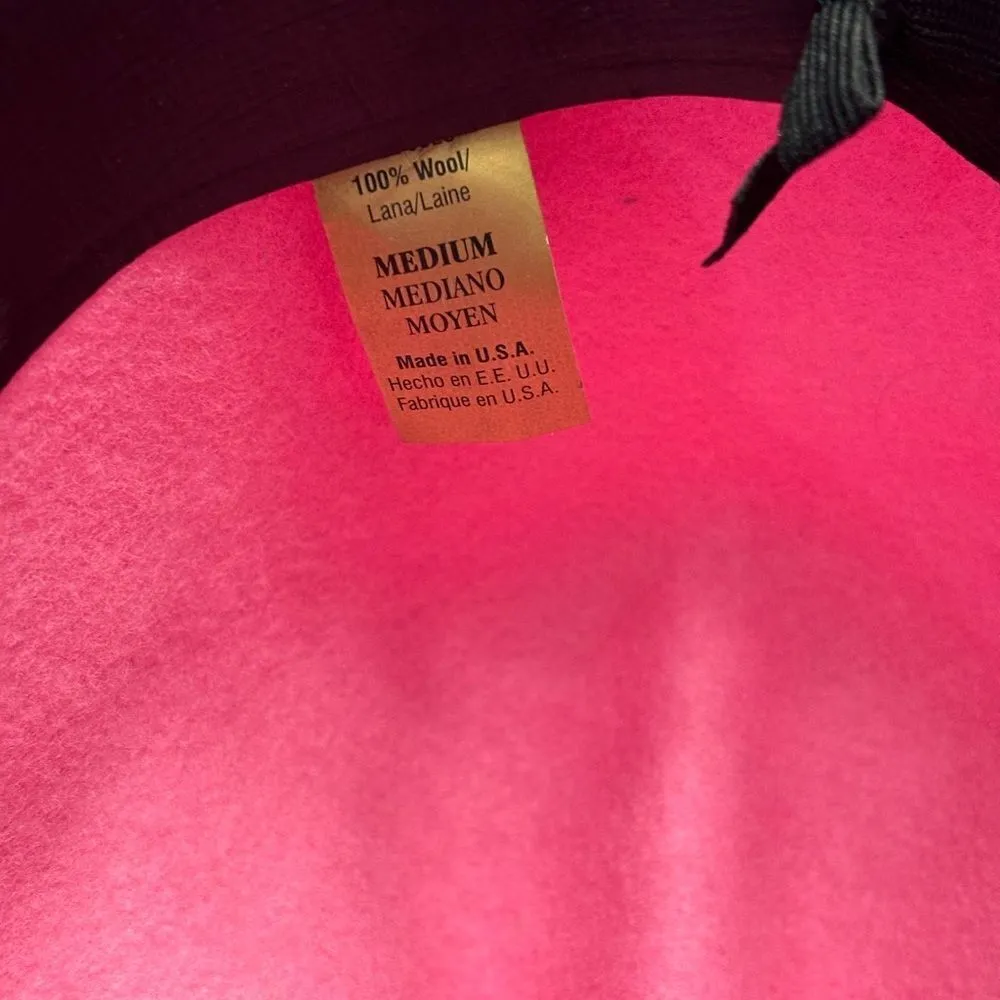 100% Wool/
Lana/Laine
MEDIUM
MEDIANO
MOYEN
Made in U.S.A.
Hecho en E.E. U.U.
Fabrique en U.S.A.